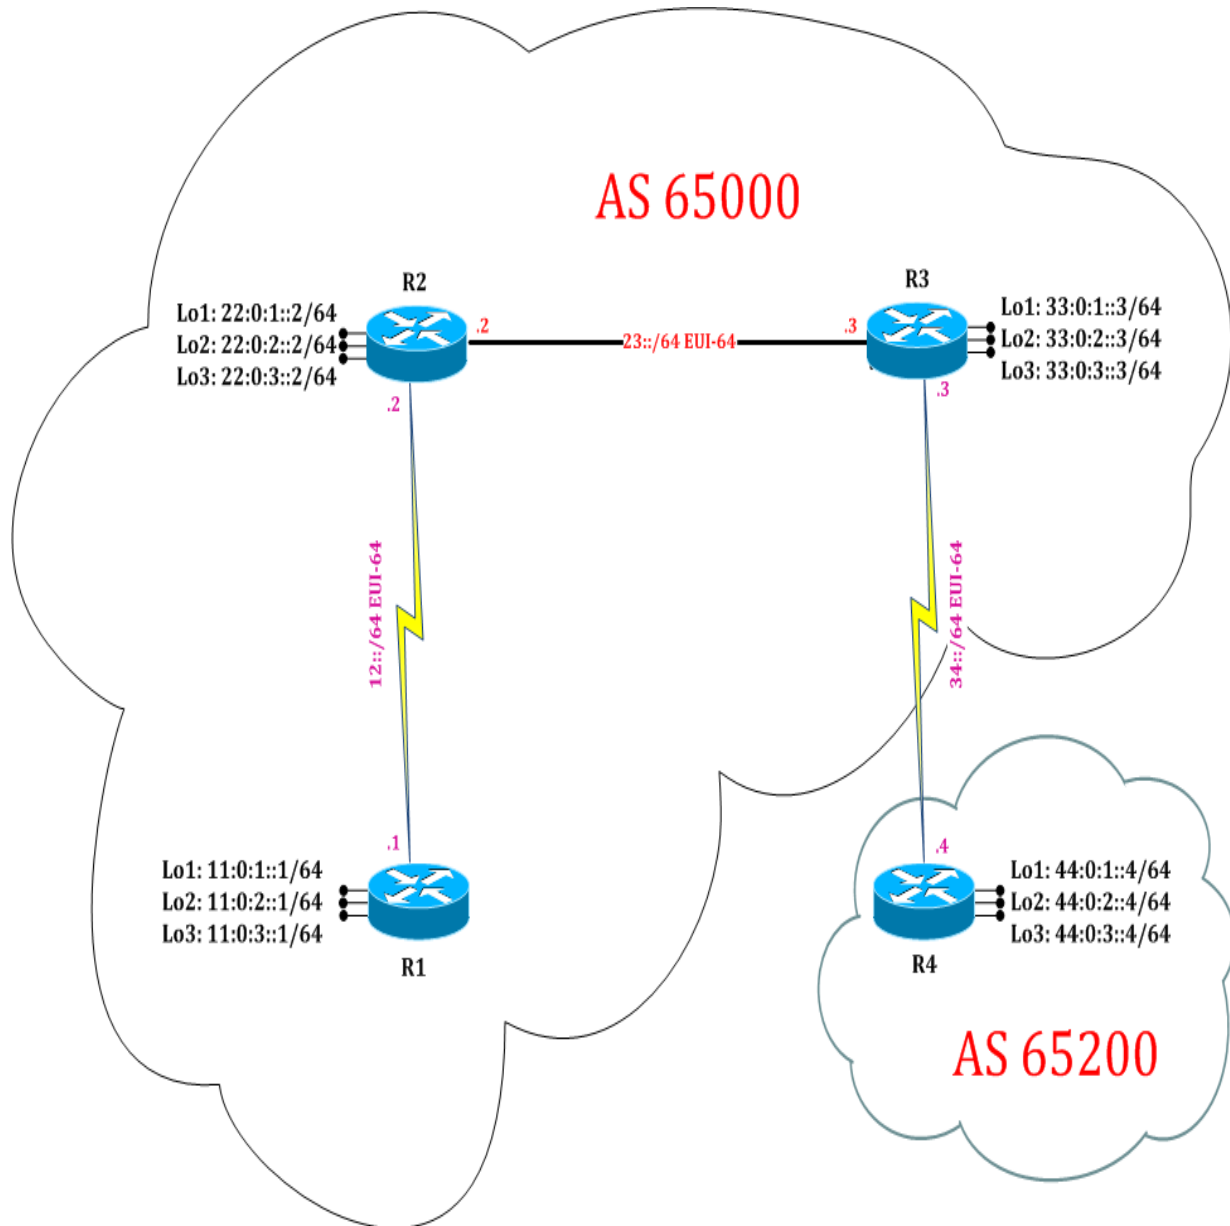 AS 65000
R2
R3
Lo1: 22:0:1::2/64
Lo2: 22:0:2::2/64
Lo3: 22:0:3::2/64
.2
23::/64 EUI-64
.3
Lo1: 33:0:1::3/64
Lo2: 33:0:2::3/64
Lo3: 33:0:3::3/64
.2
.3
12::/64 EUI-64
34::/64 EUI-64
.1
.4
Lo1: 11:0:1::1/64
Lo2: 11:0:2::1/64
Lo3: 11:0:3::1/64
Lo1: 44:0:1::4/64
Lo2: 44:0:2::4/64
Lo3: 44:0:3::4/64
R1
R4
AS 65200